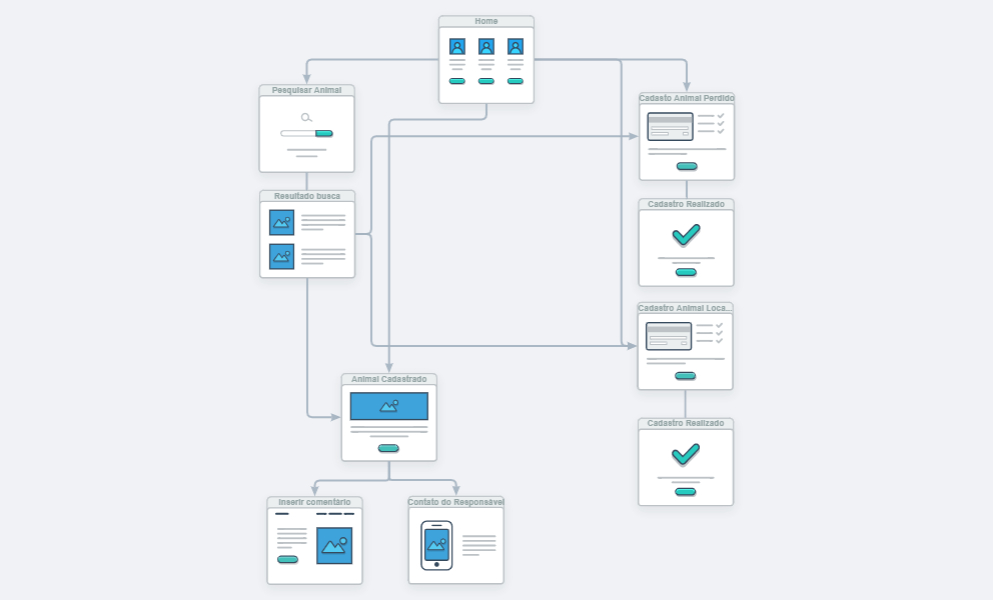 Home
Pesquisar Animal
Cadasto Animal Perdido
Resultado busca
Cadastro Realizado
Cadastro Animal Loca...
Animal Cadastrado
Cadastro Realizado
Inserir comentário
Contato do Responsável